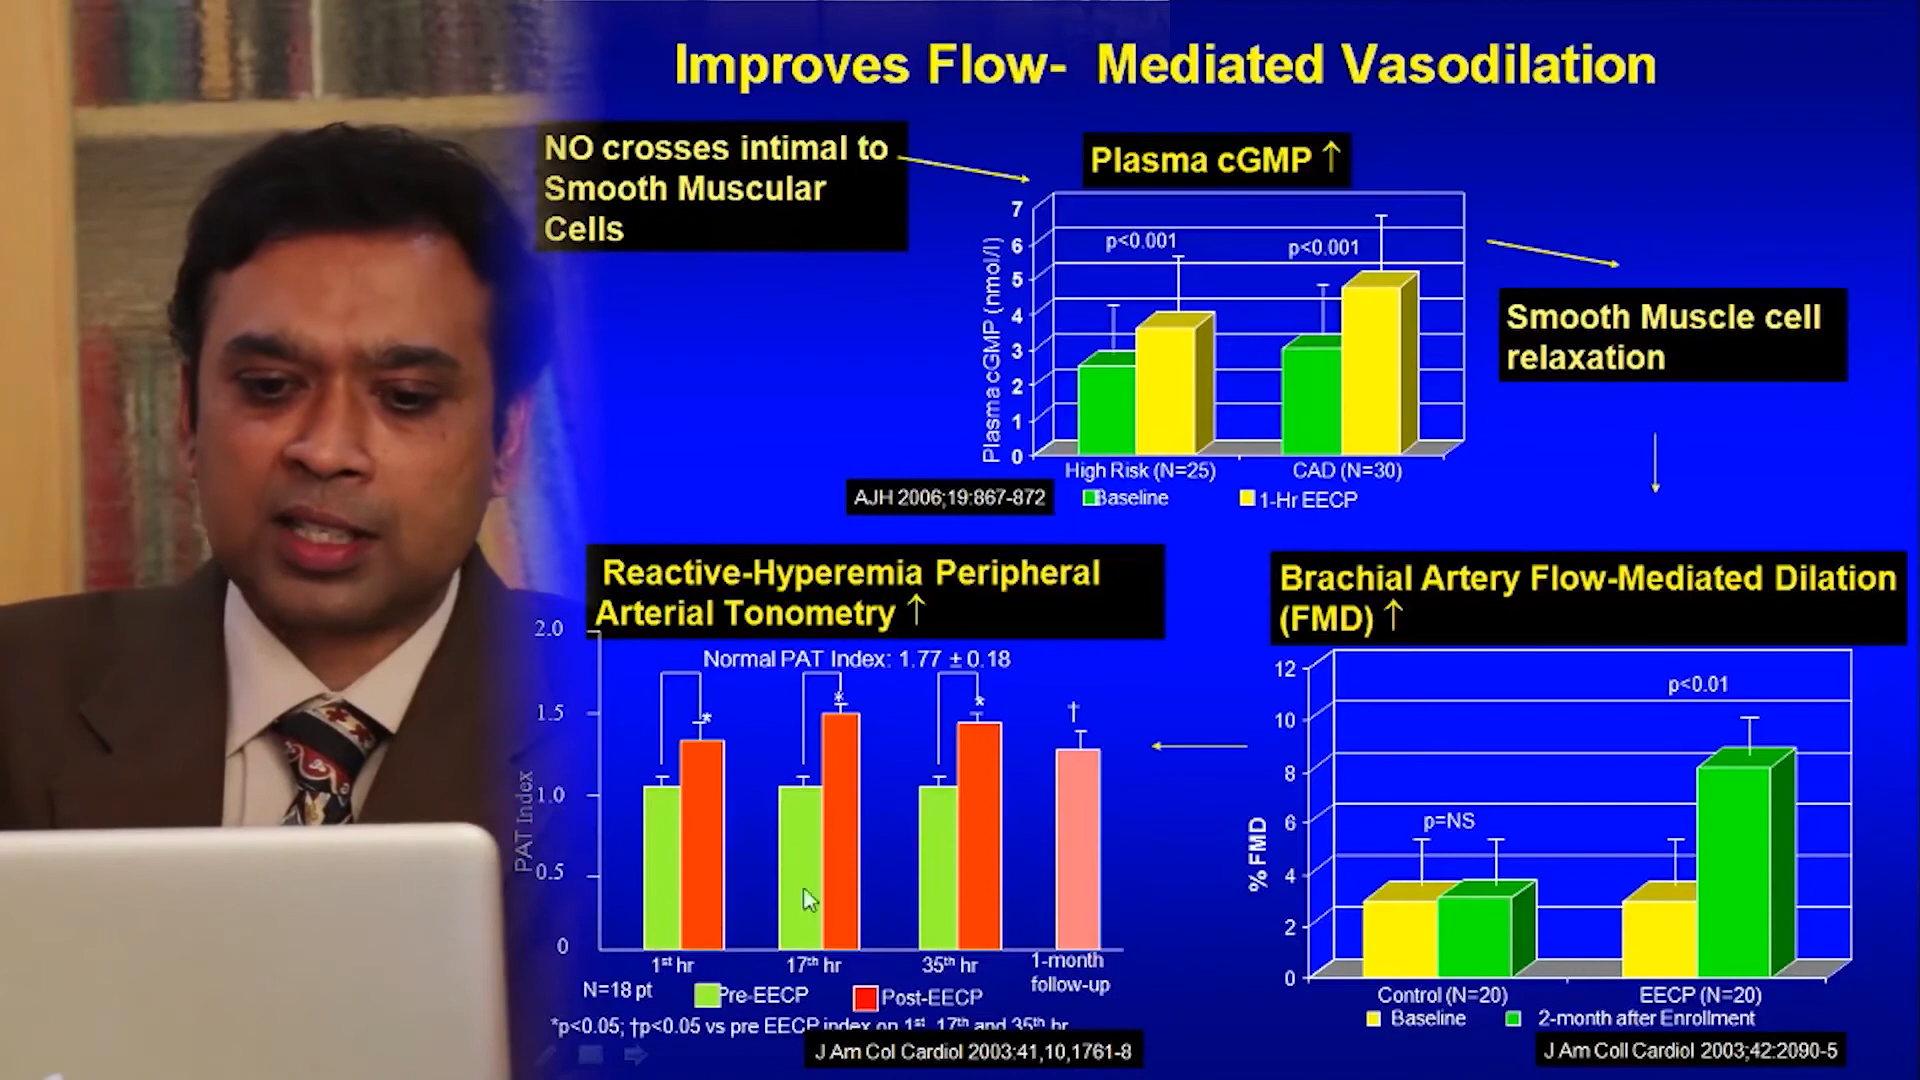 Improves Flow- Mediated Vasodilation
NO crosses intimal to
Smooth Muscular
Cells
Plasma cGMP ↑
7
6
5
4
3
2
1
0
Plasma cGMP (nmol/l)
p<0.001
p<0.001
High Risk (N=25)
CAD (N=30)
Baseline
1-Hr EECP
AJH 2006;19:867-872
Smooth Muscle cell
relaxation
Reactive-Hyperemia Peripheral
Arterial Tonometry ↑
2.0
1.5
1.0
0.5
0
PAT Index
Normal PAT Index: 1.77 ± 0.18
*
*
*
†
1st hr
17th hr
35th hr
1-month
follow-up
N=18 pt
Pre-EECP
Post-EECP
*p<0.05; †p<0.05 vs pre EECP index on 1st, 17th and 35th hr
J Am Col Cardiol 2003:41,10,1761-8
Brachial Artery Flow-Mediated Dilation
(FMD) ↑
12
10
8
6
4
2
0
% FMD
p=NS
p<0.01
Control (N=20)
EECP (N=20)
Baseline
2-month after Enrollment
J Am Coll Cardiol 2003;42:2090-5